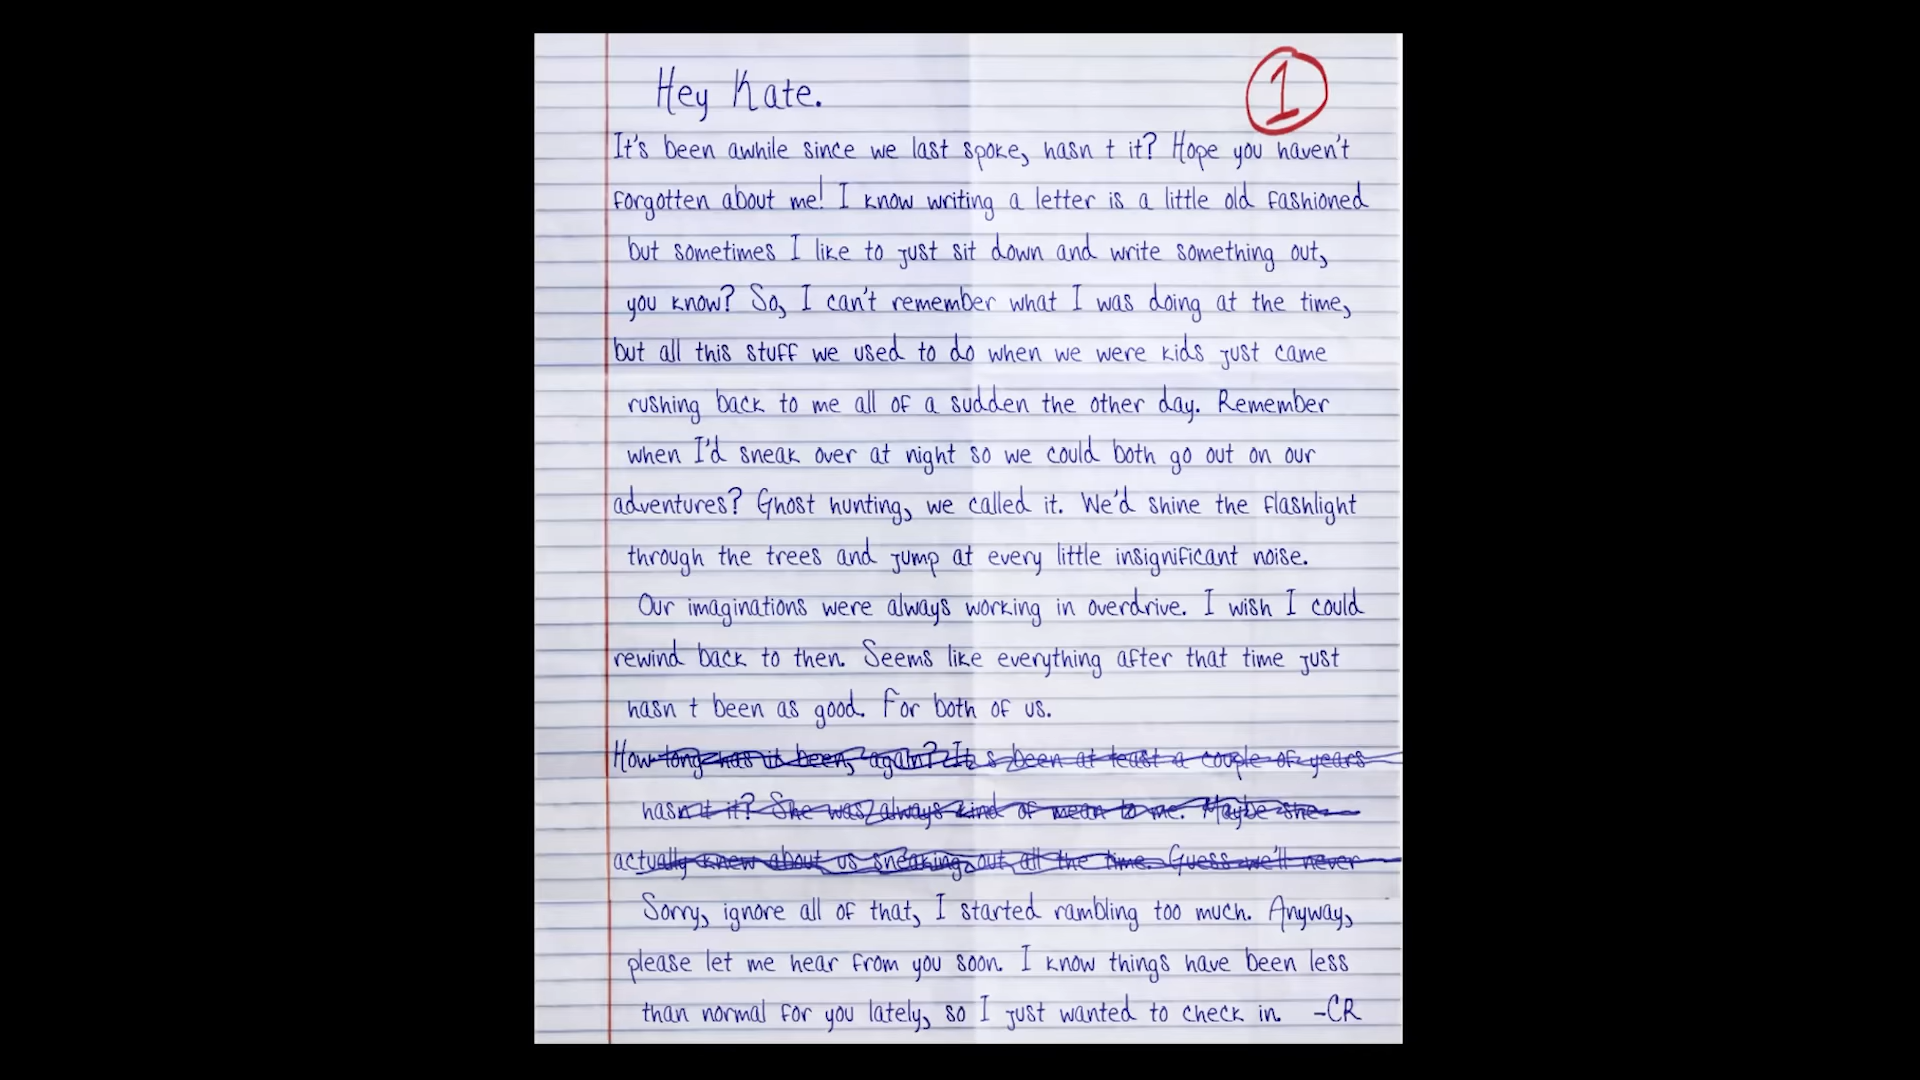 Hey Kate.
1
It's been awhile since we last spoke, hasn t it? Hope you haven't
forgotten about me! I know writing a letter is a little old fashioned
but sometimes I like to just sit down and write something out,
you know? So, I can't remember what I was doing at the time,
but all this stuff we used to do when we were kids just came
rushing back to me all of a sudden the other day. Remember
when I'd sneak over at night so we could both go out on our
adventures? Ghost hunting, we called it. We'd shine the flashlight
through the trees and jump at every little insignificant noise.
Our imaginations were always working in overdrive. I wish I could
rewind back to then. Seems like everything after that time just
hasn t been as good. For both of us.
How long has it been, again? It s been at least a couple of years
hasn t it? She was always kind of mean to me. Maybe she
actually knew about us sneaking out all the time. Guess we'll never
Sorry, ignore all of that, I started rambling too much. Anyway,
please let me hear from you soon. I know things have been less
than normal for you lately, so I just wanted to check in. -CR